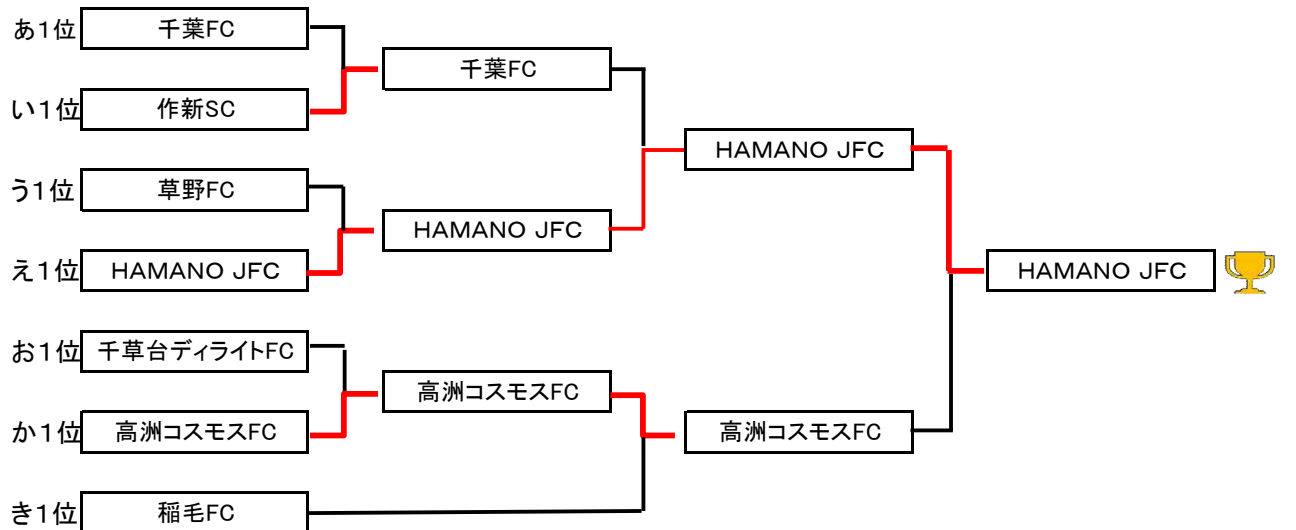 あ1位 千葉FC
千葉FC
い1位 作新SC
HAMANO JFC
う1位 草野FC
HAMANO JFC
え1位 HAMANO JFC
HAMANO JFC
お1位 千草台ディライトFC
高洲コスモスFC
か1位 高洲コスモスFC
高洲コスモスFC
き1位 稲毛FC